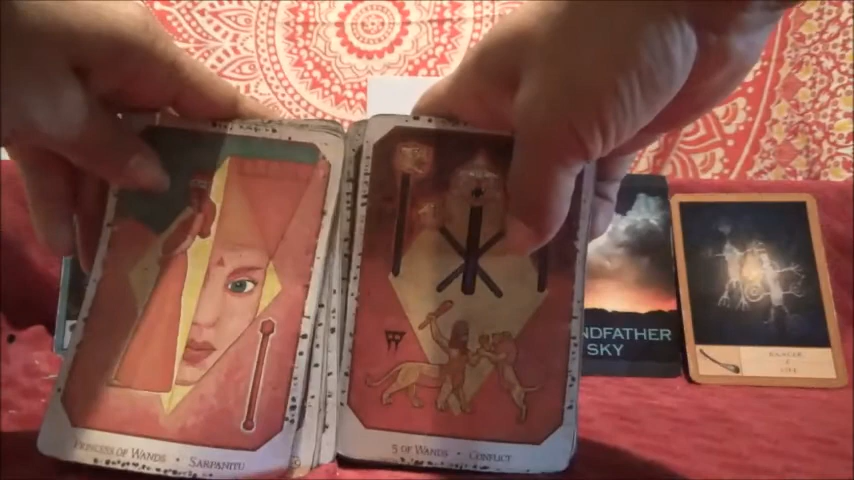 PRINCESS OF WANDS • SARPANITU
5 OF WANDS • CONFLICT
NDFATHER
SKY